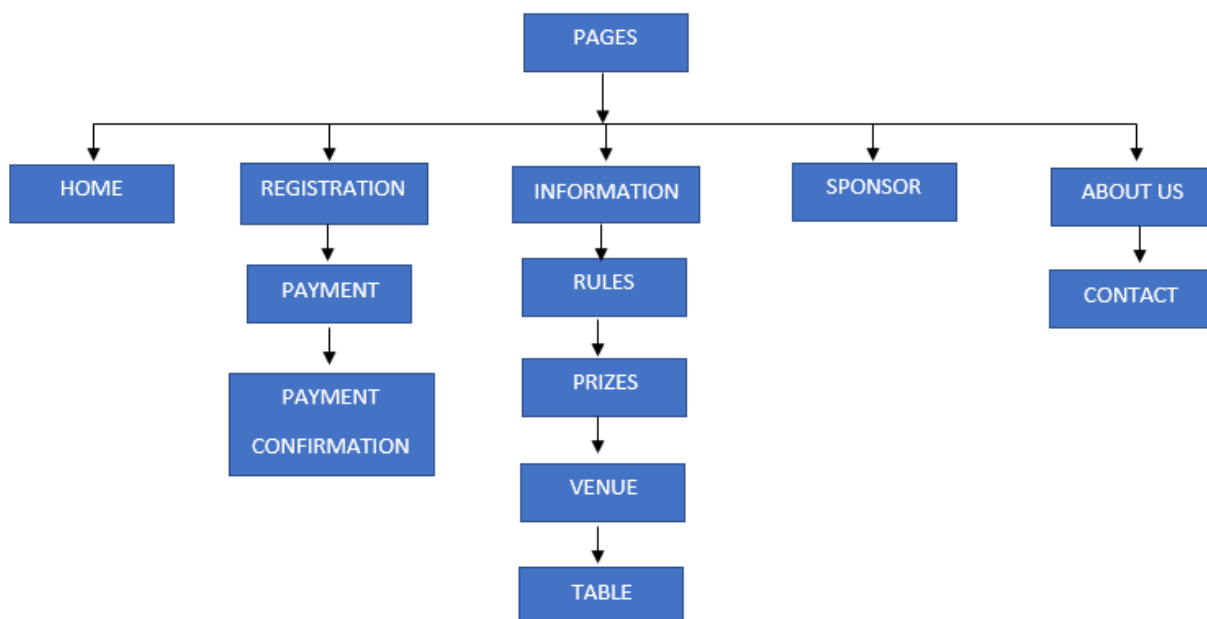 PAGES
HOME
REGISTRATION
INFORMATION
SPONSOR
ABOUT US
PAYMENT
RULES
CONTACT
PAYMENT
CONFIRMATION
PRIZES
VENUE
TABLE